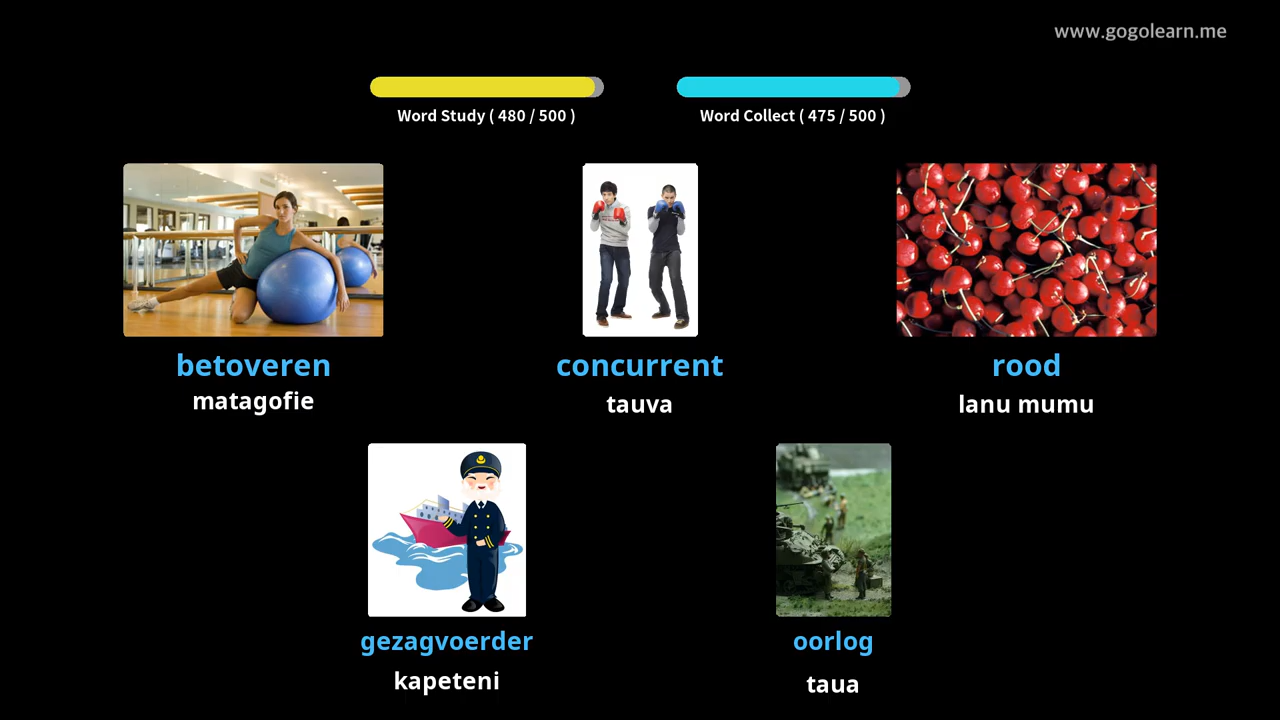 www.gogolearn.me
Word Study ( 480 / 500 )
Word Collect ( 475 / 500 )
betoveren
matagofie
concurrent
tauva
rood
lanu mumu
gezagvoerder
kapeteni
oorlog
taua